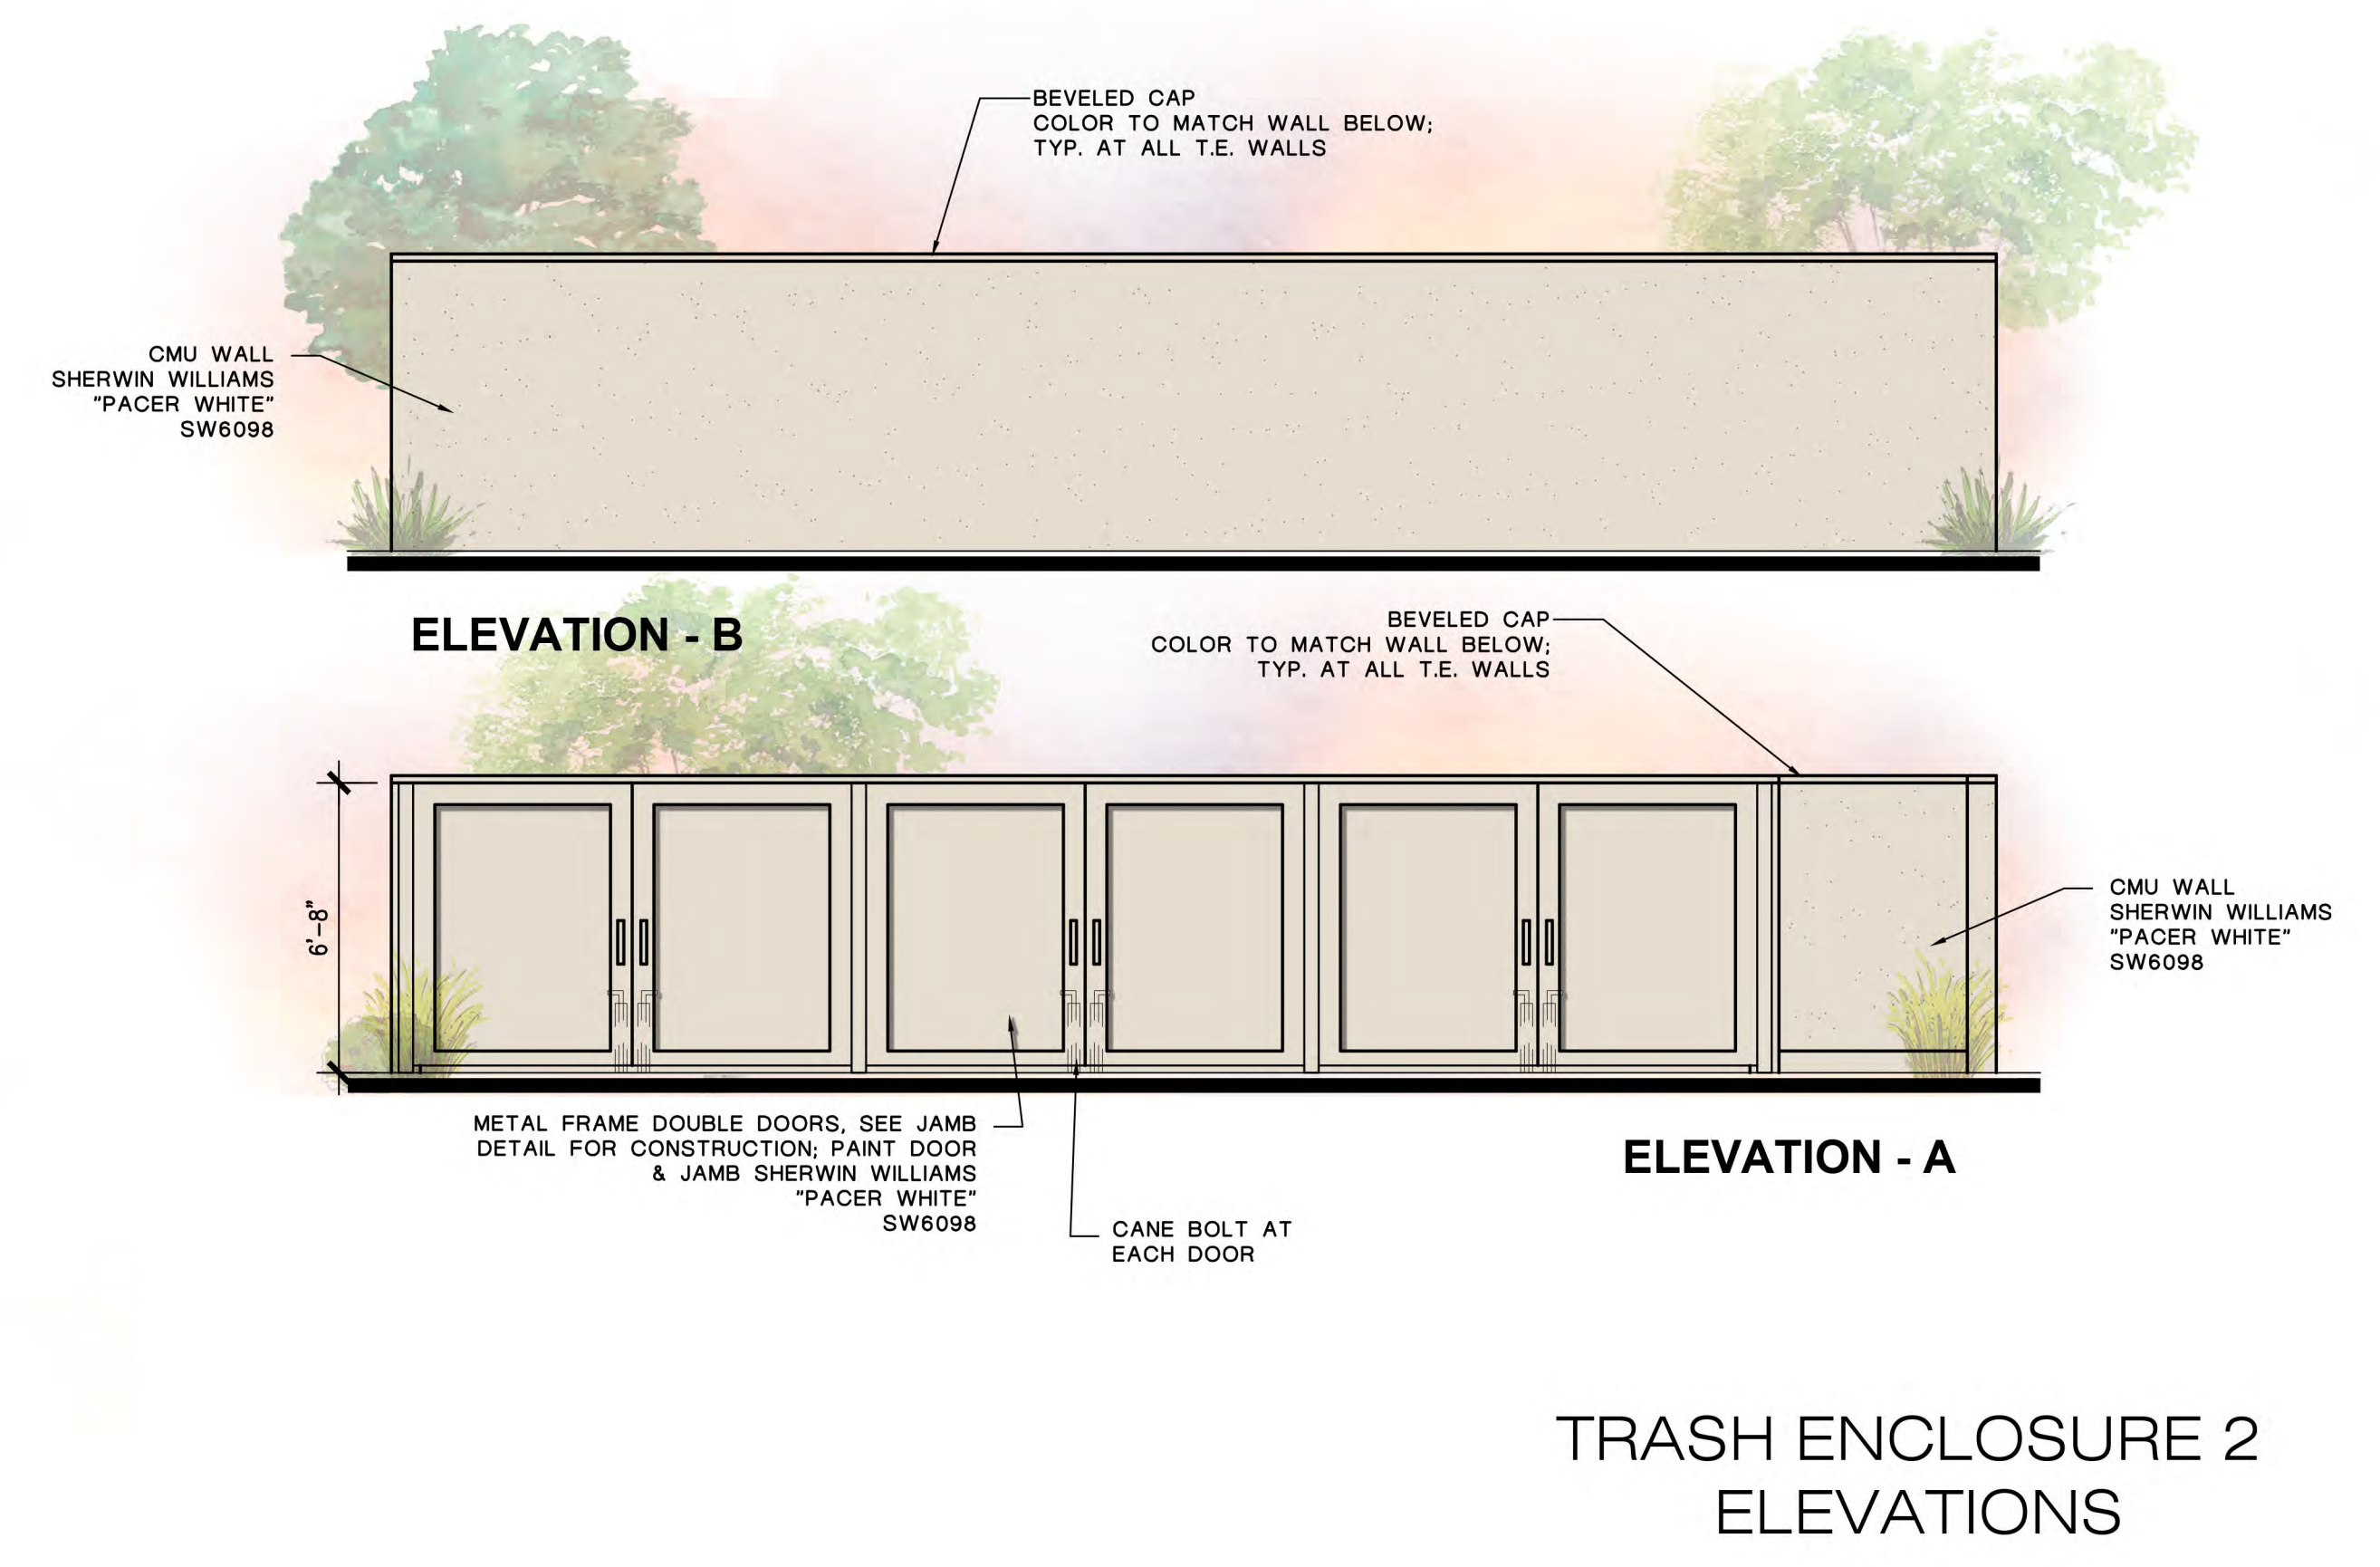 BEVELED CAP
COLOR TO MATCH WALL BELOW;
TYP. AT ALL T.E. WALLS
CMU WALL
SHERWIN WILLIAMS
"PACER WHITE"
SW6098
ELEVATION - B
BEVELED CAP
COLOR TO MATCH WALL BELOW;
TYP. AT ALL T.E. WALLS
6'-8"
CMU WALL
SHERWIN WILLIAMS
"PACER WHITE"
SW6098
METAL FRAME DOUBLE DOORS, SEE JAMB
DETAIL FOR CONSTRUCTION; PAINT DOOR
& JAMB SHERWIN WILLIAMS
"PACER WHITE"
SW6098
CANE BOLT AT
EACH DOOR
ELEVATION - A
TRASH ENCLOSURE 2
ELEVATIONS